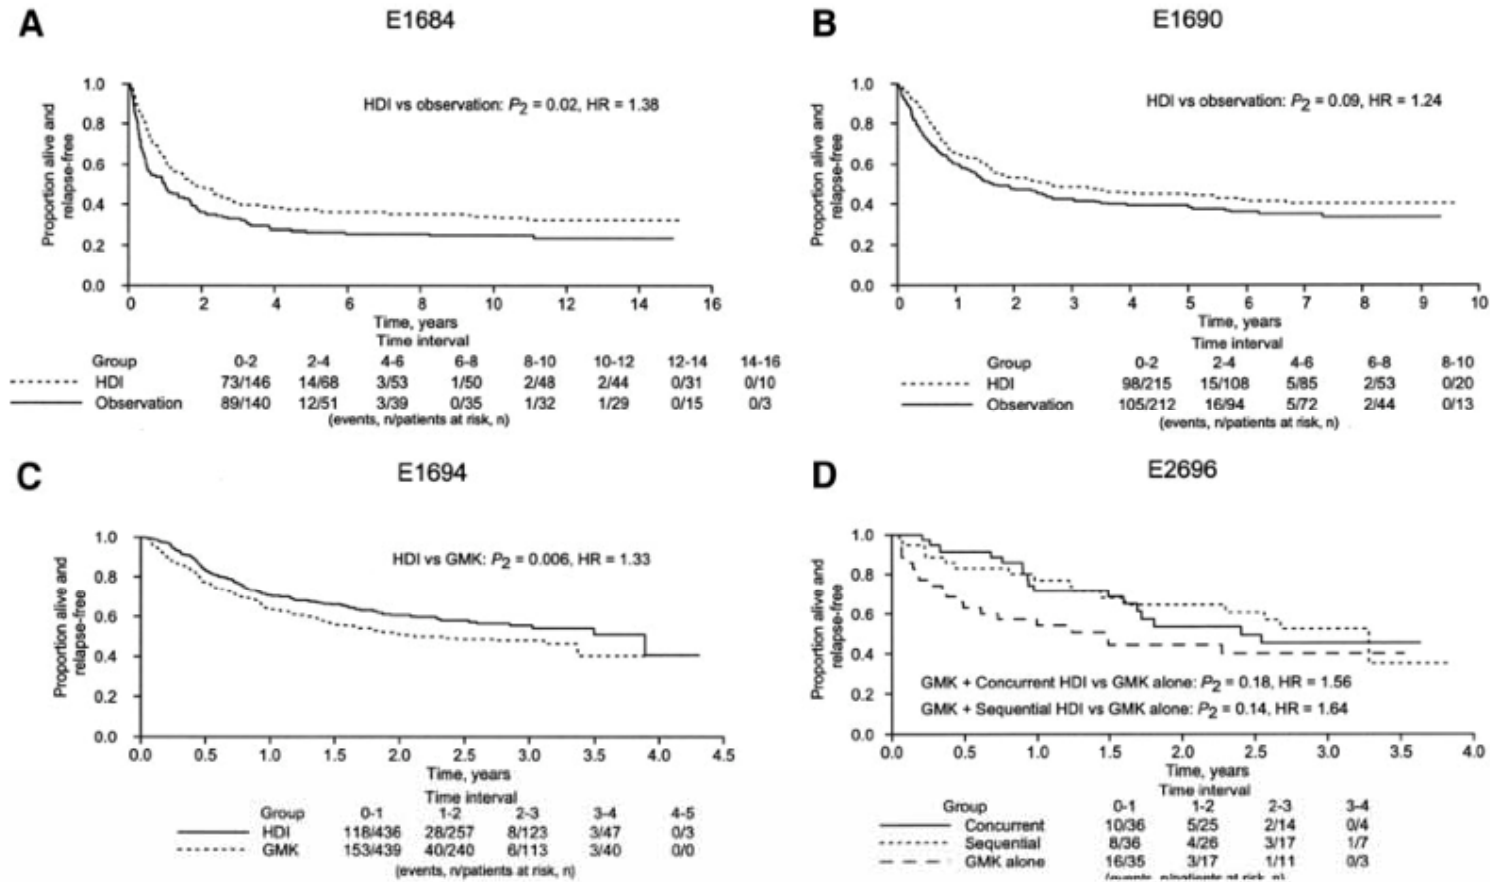 A
E1684
Proportion alive and
relapse-free
1.0
0.8
0.6
0.4
0.2
0.0
HDI vs observation: P2 = 0.02, HR = 1.38
0 2 4 6 8 10 12 14 16
Time, years
Time interval
Group 0-2 2-4 4-6 6-8 8-10 10-12 12-14 14-16
HDI 73/146 14/68 3/53 1/50 2/48 2/44 0/31 0/10
Observation 89/140 12/51 3/39 0/35 1/32 1/29 0/15 0/3
(events, n/patients at risk, n)
B
E1690
Proportion alive and
relapse-free
1.0
0.8
0.6
0.4
0.2
0.0
HDI vs observation: P2 = 0.09, HR = 1.24
0 1 2 3 4 5 6 7 8 9 10
Time, years
Time interval
Group 0-2 2-4 4-6 6-8 8-10
HDI 98/215 15/108 5/85 2/53 0/20
Observation 105/212 16/94 5/72 2/44 0/13
(events, n/patients at risk, n)
C
E1694
Proportion alive and
relapse-free
1.0
0.8
0.6
0.4
0.2
0.0
HDI vs GMK: P2 = 0.006, HR = 1.33
0.0 0.5 1.0 1.5 2.0 2.5 3.0 3.5 4.0 4.5
Time, years
Time interval
Group 0-1 1-2 2-3 3-4 4-5
HDI 118/436 28/257 8/123 3/47 0/3
GMK 153/439 40/240 6/113 3/40 0/0
(events, n/patients at risk, n)
D
E2696
Proportion alive and
relapse-free
1.0
0.8
0.6
0.4
0.2
0.0
GMK + Concurrent HDI vs GMK alone: P2 = 0.18, HR = 1.56
GMK + Sequential HDI vs GMK alone: P2 = 0.14, HR = 1.64
0.0 0.5 1.0 1.5 2.0 2.5 3.0 3.5 4.0
Time, years
Time interval
Group 0-1 1-2 2-3 3-4
Concurrent 10/36 5/25 2/14 0/4
Sequential 8/36 4/26 3/17 1/7
GMK alone 16/35 3/17 1/11 0/3
(events, n/patients at risk, n)